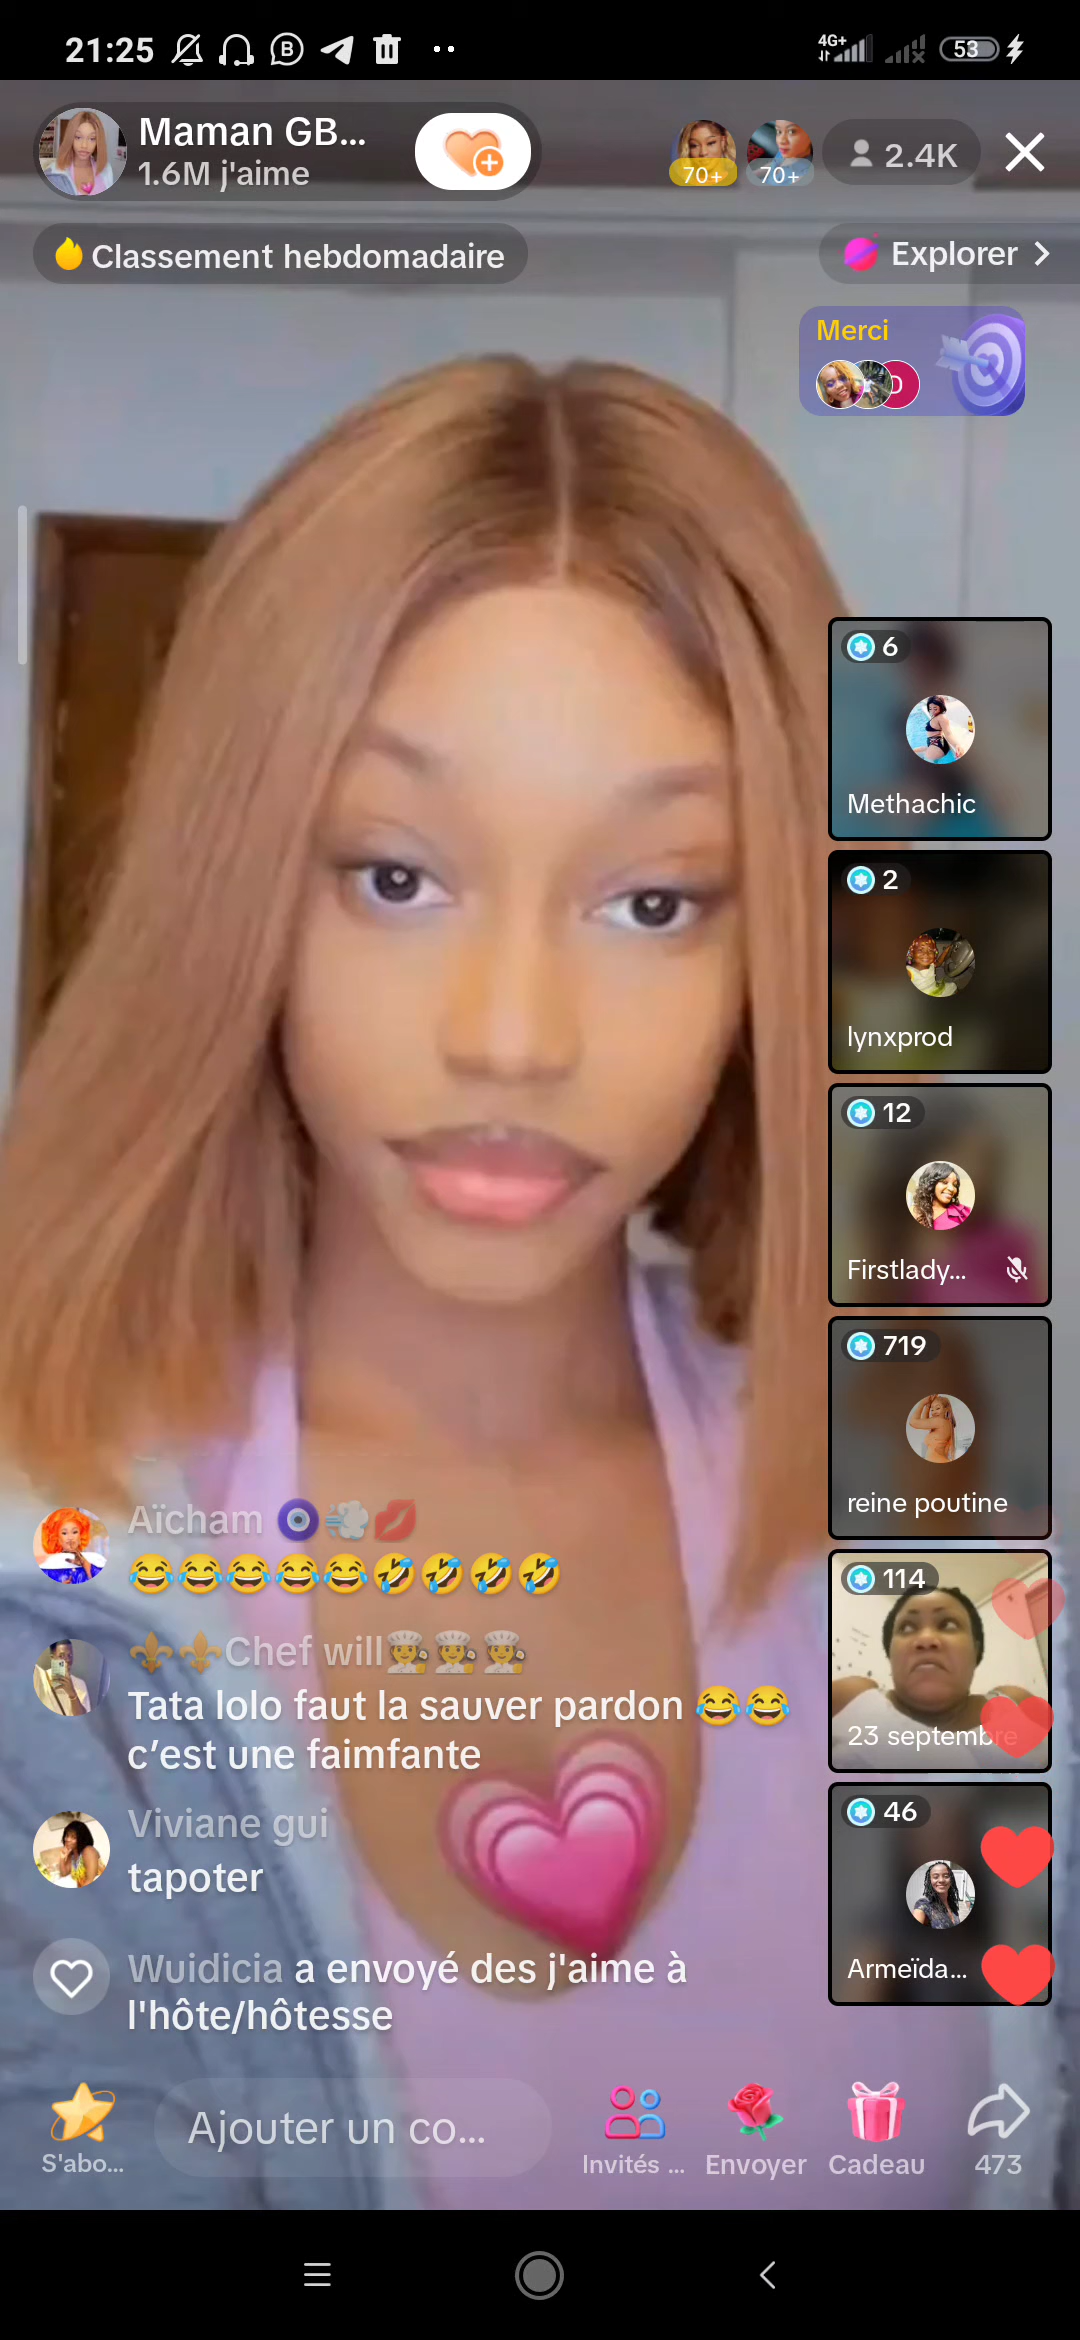 21:25
4G+
53
Maman GB...
1.6M j'aime
70+
70+
2.4K
Classement hebdomadaire
Explorer
Merci
D
6
Methachic
2
lynxprod
12
Firstlady...
719
reine poutine
114
23 septembre
46
Armeïda...
Aïcham 🧿💨💋
😂😂😂😂😂🤣🤣🤣🤣
⚜️⚜️Chef will👩‍🍳👩‍🍳👩‍🍳
Tata lolo faut la sauver pardon 😂😂
c’est une faimfante
Viviane gui
tapoter
Wuidicia a envoyé des j'aime à
l'hôte/hôtesse
S'abo...
Ajouter un co...
Invités ...
Envoyer
Cadeau
473